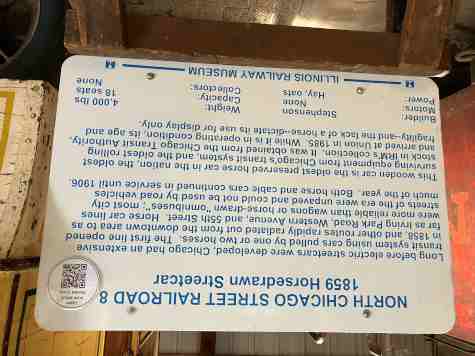 NORTH CHICAGO STREET RAILROAD 8
1859 Horsedrawn Streetcar
Long before electric streetcars were developed, Chicago had an extensive
transit system using cars pulled by one or two horses. The first line opened
in 1858, and other routes rapidly radiated out from the downtown area to as
far as Irving Park Road, Western Avenue, and 55th Street. Horse car lines
were more reliable than wagons or horse-drawn "omnibuses"; most city
streets of the era were unpaved and could not be used by road vehicles
much of the year. Both horse and cable cars continued in service until 1906.
This wooden car is the oldest preserved horse car in the nation, the oldest
surviving equipment from Chicago's transit system, and the oldest rolling
stock in IRM's collection. It was obtained from the Chicago Transit Authority,
and arrived at Union in 1985. While it is in operating condition, its age and
fragility–and the lack of a horse–dictate its use for display only.
Builder: Stephenson Weight: 4,000 lbs
Motors: None Capacity: 18 seats
Power: Hay, oats Collectors: None
ILLINOIS RAILWAY MUSEUM